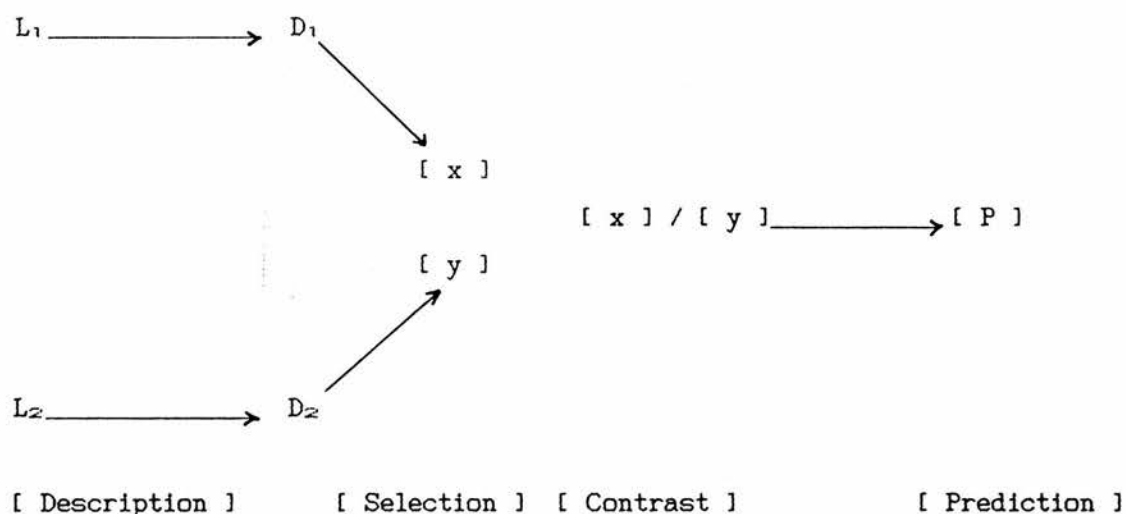 L₁ D₁
[ x ]
[ x ] / [ y ] [ P ]
[ y ]
L₂ D₂
[ Description ] [ Selection ] [ Contrast ] [ Prediction ]